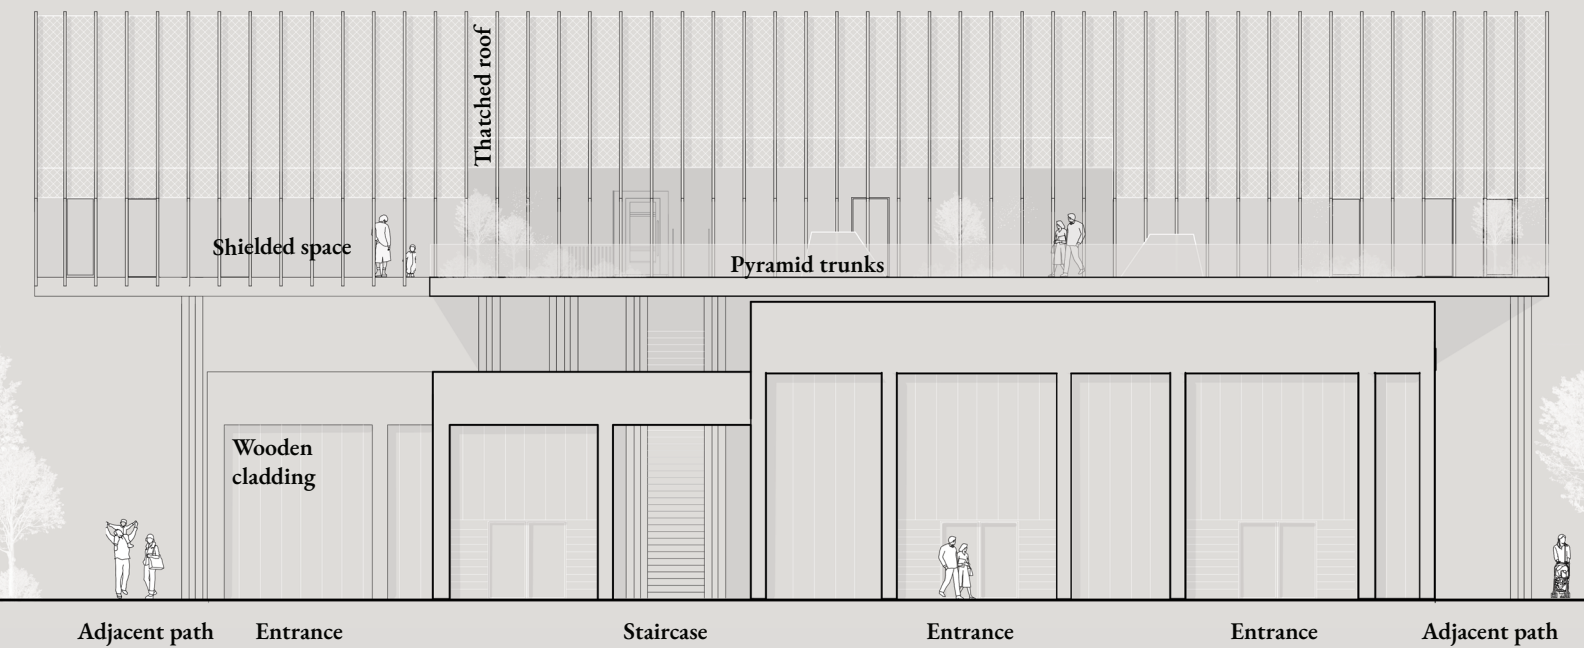 Thatched roof
Shielded space
Pyramid trunks
Wooden
cladding
Adjacent path
Entrance
Staircase
Entrance
Entrance
Adjacent path